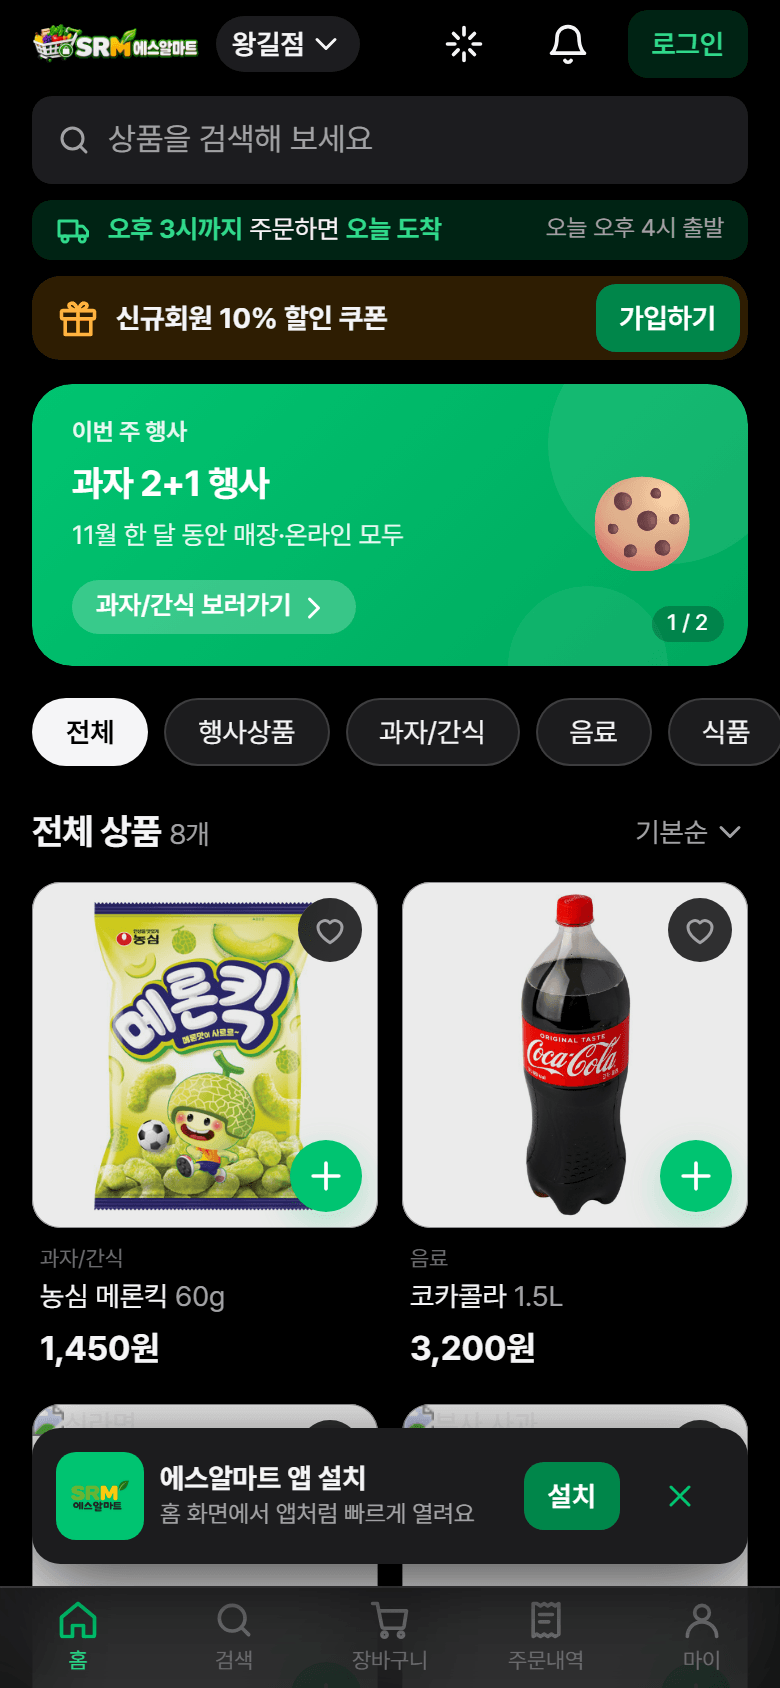 SRM 에스알마트
왕길점
로그인
상품을 검색해 보세요
오후 3시까지 주문하면 오늘 도착
오늘 오후 4시 출발
신규회원 10% 할인 쿠폰
가입하기
이번 주 행사
과자 2+1 행사
11월 한 달 동안 매장·온라인 모두
과자/간식 보러가기
1 / 2
전체
행사상품
과자/간식
음료
식품
전체 상품 8개
기본순
농심
메론킥
메론맛이 사르르~
ORIGINAL TASTE
Coca-Cola
과자/간식
농심 메론킥 60g
1,450원
음료
코카콜라 1.5L
3,200원
SRM
에스알마트
에스알마트 앱 설치
홈 화면에서 앱처럼 빠르게 열려요
설치
홈
검색
장바구니
주문내역
마이